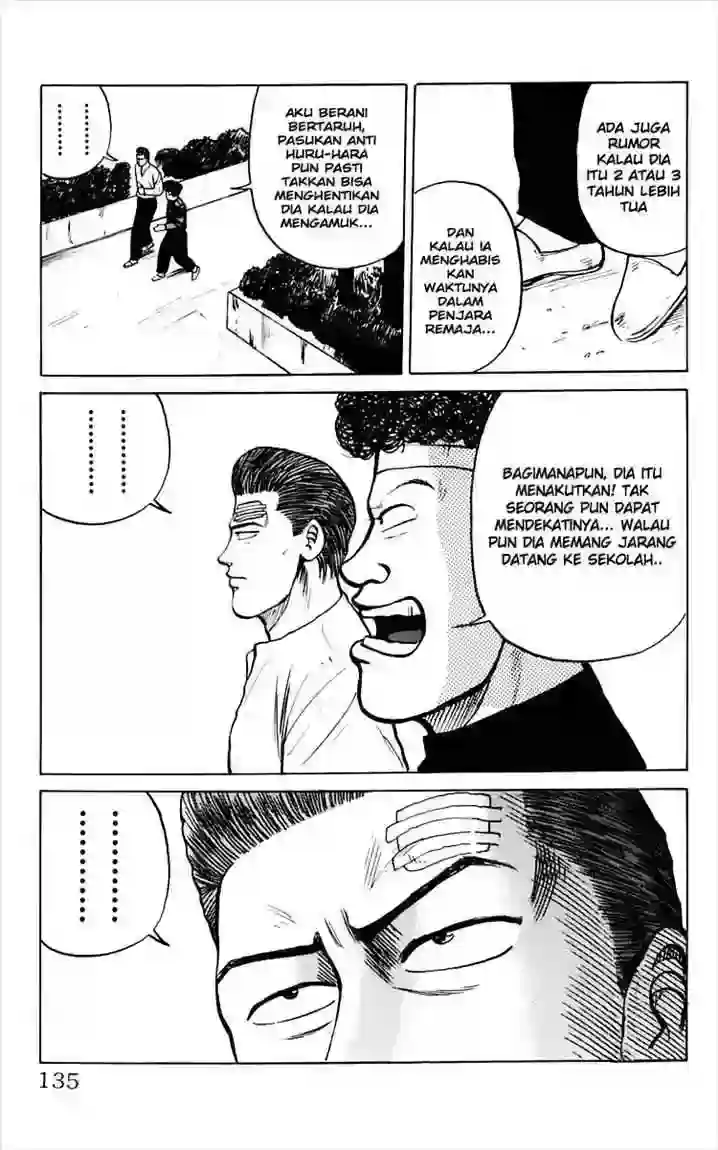 ADA JUGA
RUMOR
KALAU DIA
ITU 2 ATAU 3
TAHUN LEBIH
TUA
DAN
KALAU IA
MENGHABIS
KAN
WAKTUNYA
DALAM
PENJARA
REMAJA...
AKU BERANI
BERTARUH,
PASUKAN ANTI
HURU-HARA
PUN PASTI
TAKKAN BISA
MENGHENTIKAN
DIA KALAU DIA
MENGAMUK...
BAGIMANAPUN, DIA ITU
MENAKUTKAN! TAK
SEORANG PUN DAPAT
MENDEKATINYA... WALAU
PUN DIA MEMANG JARANG
DATANG KE SEKOLAH..
135